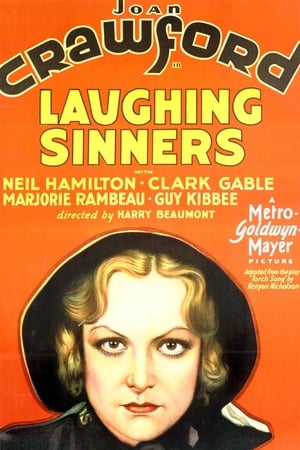 Joan
CRAWFORD
in
LAUGHING
SINNERS
WITH
NEIL HAMILTON · CLARK GABLE
MARJORIE RAMBEAU · GUY KIBBEE
directed by HARRY BEAUMONT
A
Metro-
Goldwyn-
Mayer
PICTURE
Adapted from the play
"Torch Song" by
Kenyon Nicholson